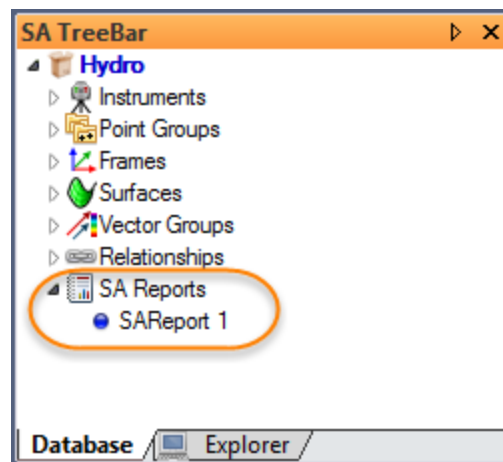 SA TreeBar
Hydro
Instruments
Point Groups
Frames
Surfaces
Vector Groups
Relationships
SA Reports
SAReport 1
Database Explorer